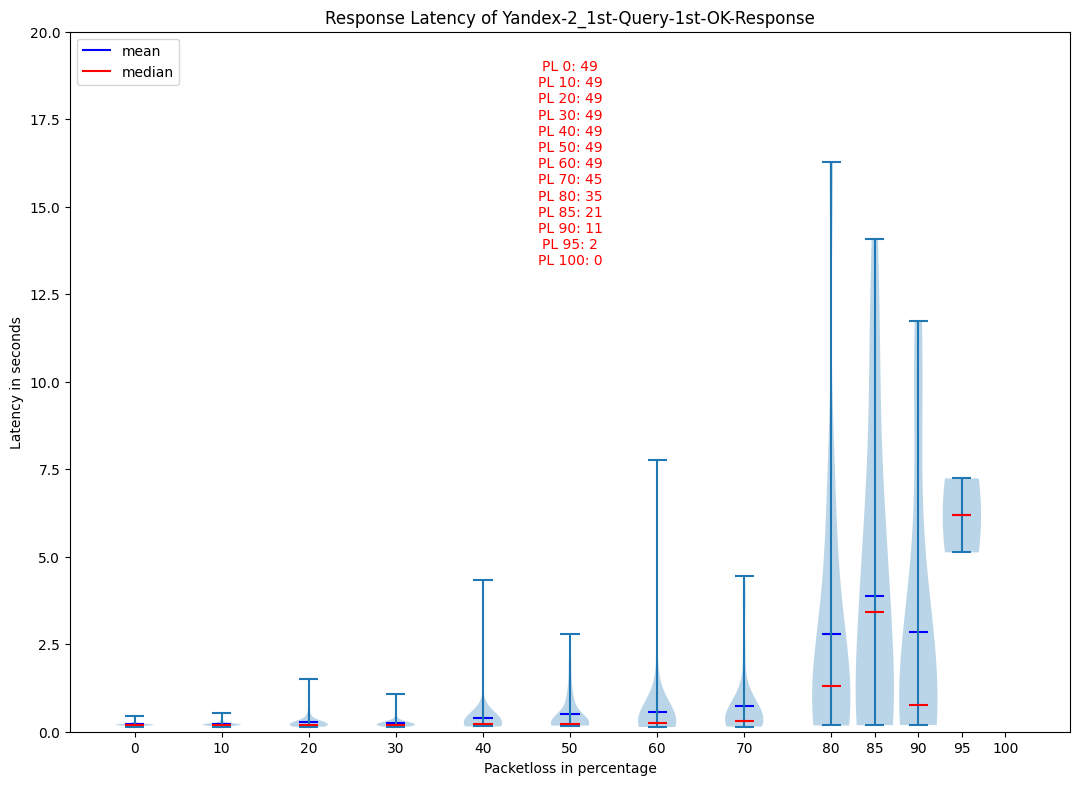 Response Latency of Yandex-2_1st-Query-1st-OK-Response
mean
median
PL 0: 49
PL 10: 49
PL 20: 49
PL 30: 49
PL 40: 49
PL 50: 49
PL 60: 49
PL 70: 45
PL 80: 35
PL 85: 21
PL 90: 11
PL 95: 2
PL 100: 0
Latency in seconds
20.0
17.5
15.0
12.5
10.0
7.5
5.0
2.5
0.0
0 10 20 30 40 50 60 70 80 85 90 95 100
Packetloss in percentage